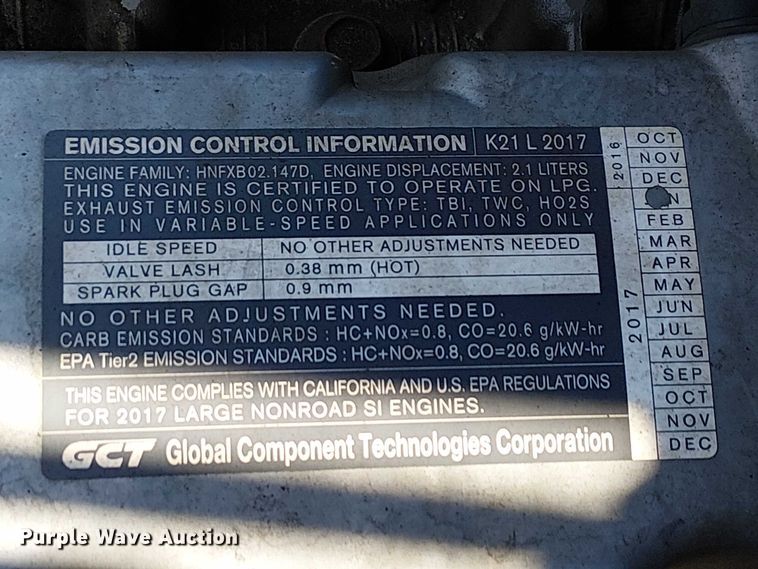 EMISSION CONTROL INFORMATION K21 L 2017
ENGINE FAMILY: HNFXB02.147D, ENGINE DISPLACEMENT: 2.1 LITERS
THIS ENGINE IS CERTIFIED TO OPERATE ON LPG.
EXHAUST EMISSION CONTROL TYPE: TBI, TWC, HO2S
USE IN VARIABLE-SPEED APPLICATIONS ONLY
IDLE SPEED NO OTHER ADJUSTMENTS NEEDED
VALVE LASH 0.38 mm (HOT)
SPARK PLUG GAP 0.9 mm
NO OTHER ADJUSTMENTS NEEDED.
CARB EMISSION STANDARDS : HC+NOx=0.8, CO=20.6 g/kW-hr
EPA Tier2 EMISSION STANDARDS : HC+NOx=0.8, CO=20.6 g/kW-hr
THIS ENGINE COMPLIES WITH CALIFORNIA AND U.S. EPA REGULATIONS
FOR 2017 LARGE NONROAD SI ENGINES.
GCT Global Component Technologies Corporation
2016
OCT
NOV
DEC
2017
FEB
MAR
APR
MAY
JUN
JUL
AUG
SEP
OCT
NOV
DEC
Purple Wave Auction